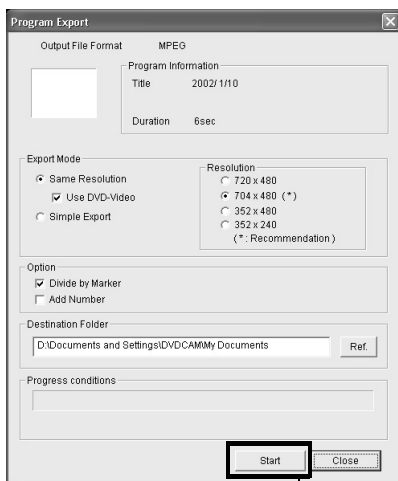 Program Export
Output File Format MPEG
Program Information
Title 2002/ 1/10
Duration 6sec
Export Mode
Same Resolution
Use DVD-Video
Simple Export
Resolution
720 x 480
704 x 480 (*)
352 x 480
352 x 240
(* : Recommendation )
Option
Divide by Marker
Add Number
Destination Folder
D:\Documents and Settings\DVDCAM\My Documents Ref.
Progress conditions
Start Close